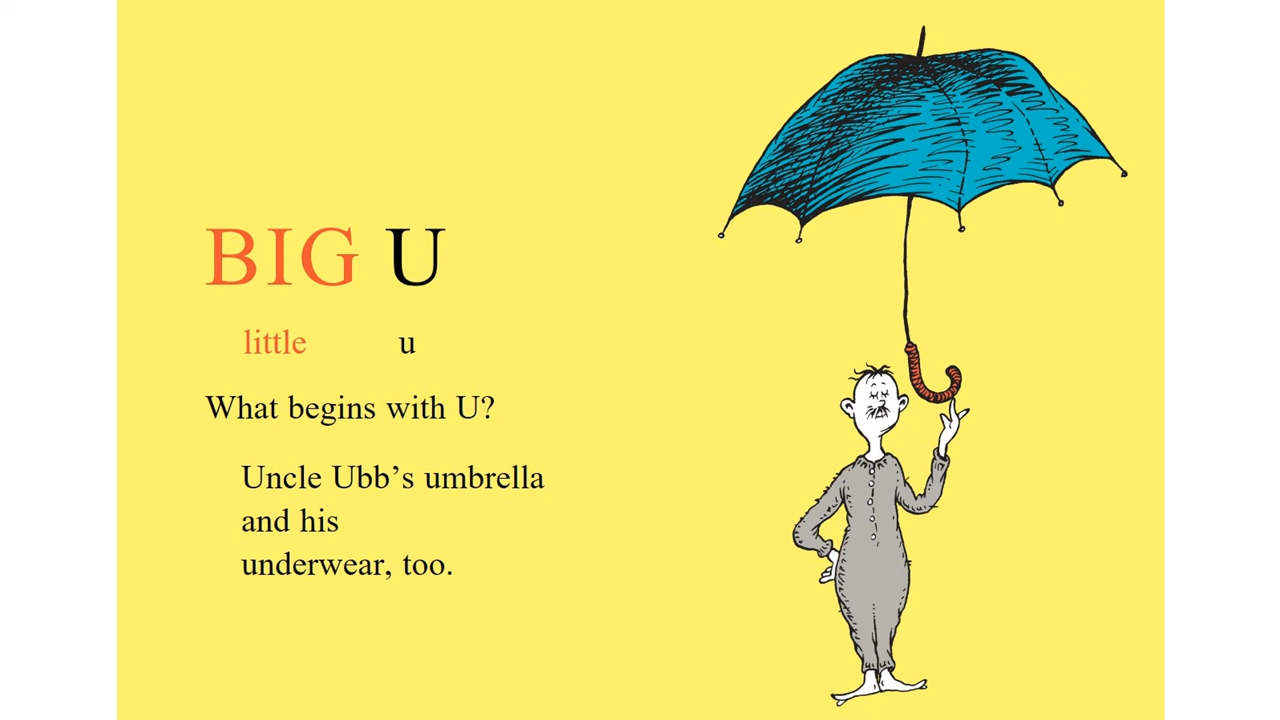 BIG U
little u
What begins with U?
Uncle Ubb’s umbrella
and his
underwear, too.